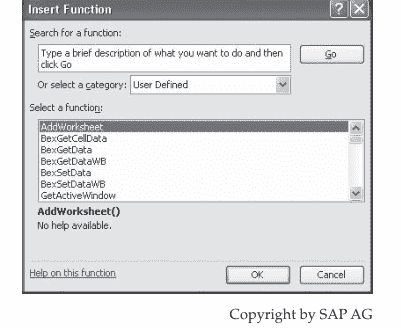 Insert Function
Search for a function:
Type a brief description of what you want to do and then
click Go
Go
Or select a category: User Defined
Select a function:
AddWorksheet
BexGetCellData
BexGetData
BexGetDataWB
BexSetData
BexSetDataWB
GetActiveWindow
AddWorksheet()
No help available.
Help on this function
OK
Cancel
Copyright by SAP AG